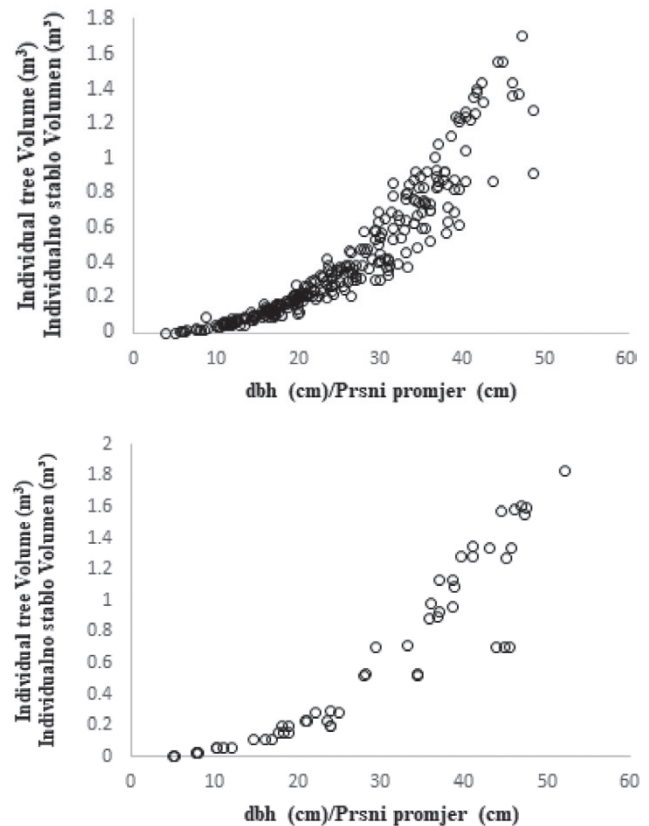 Individual tree Volume (m³)
Individualno stablo Volumen (m³)
1.8
1.6
1.4
1.2
1
0.8
0.6
0.4
0.2
0
0 10 20 30 40 50 60
dbh (cm)/Prsni promjer (cm)
Individual tree Volume (m³)
Individualno stablo Volumen (m³)
2
1.8
1.6
1.4
1.2
1
0.8
0.6
0.4
0.2
0
0 10 20 30 40 50 60
dbh (cm)/Prsni promjer (cm)